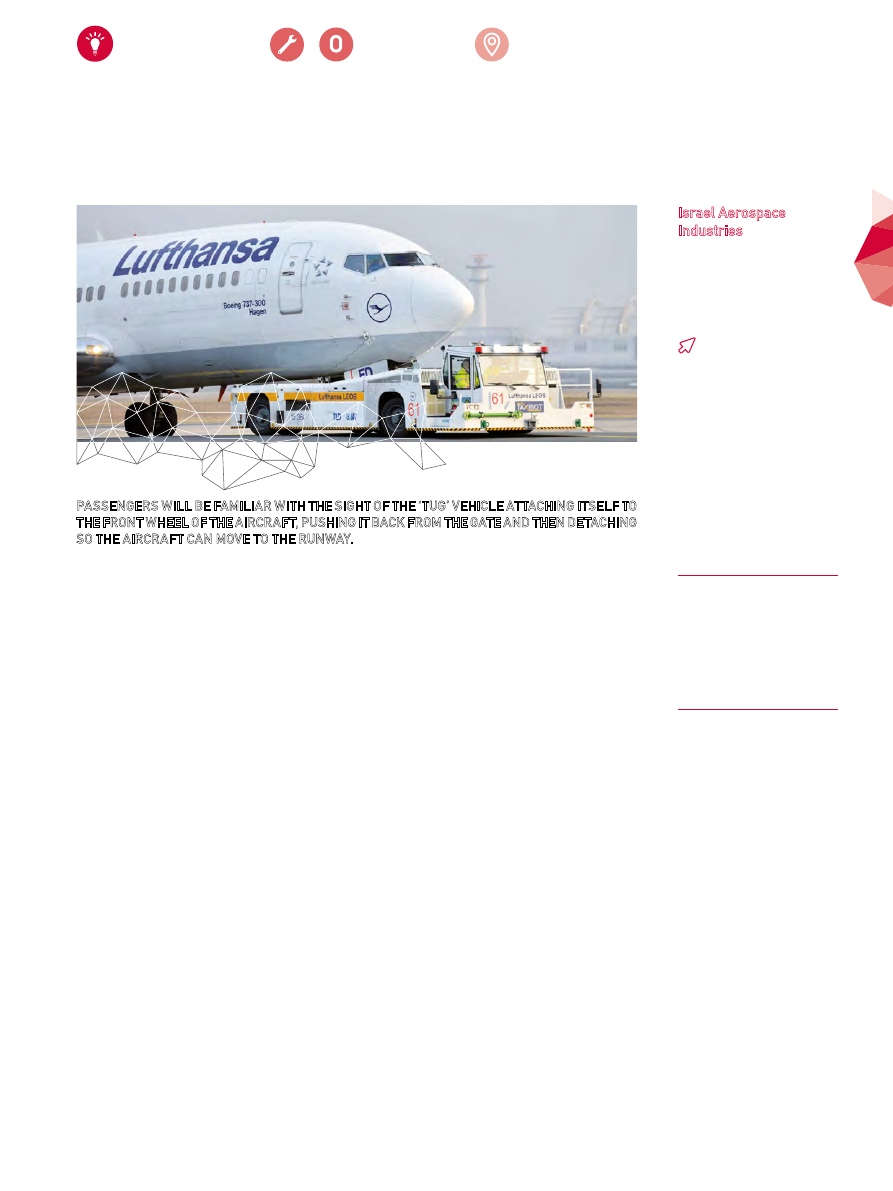 0
Israel Aerospace
Industries
Lufthansa
Boeing 737-300
Hagen
Lufthansa LEOS
61
61
Lufthansa LEOS
TAXIBOT
PASSENGERS WILL BE FAMILIAR WITH THE SIGHT OF THE ‘TUG’ VEHICLE ATTACHING ITSELF TO
THE FRONT WHEEL OF THE AIRCRAFT, PUSHING IT BACK FROM THE GATE AND THEN DETACHING
SO THE AIRCRAFT CAN MOVE TO THE RUNWAY.